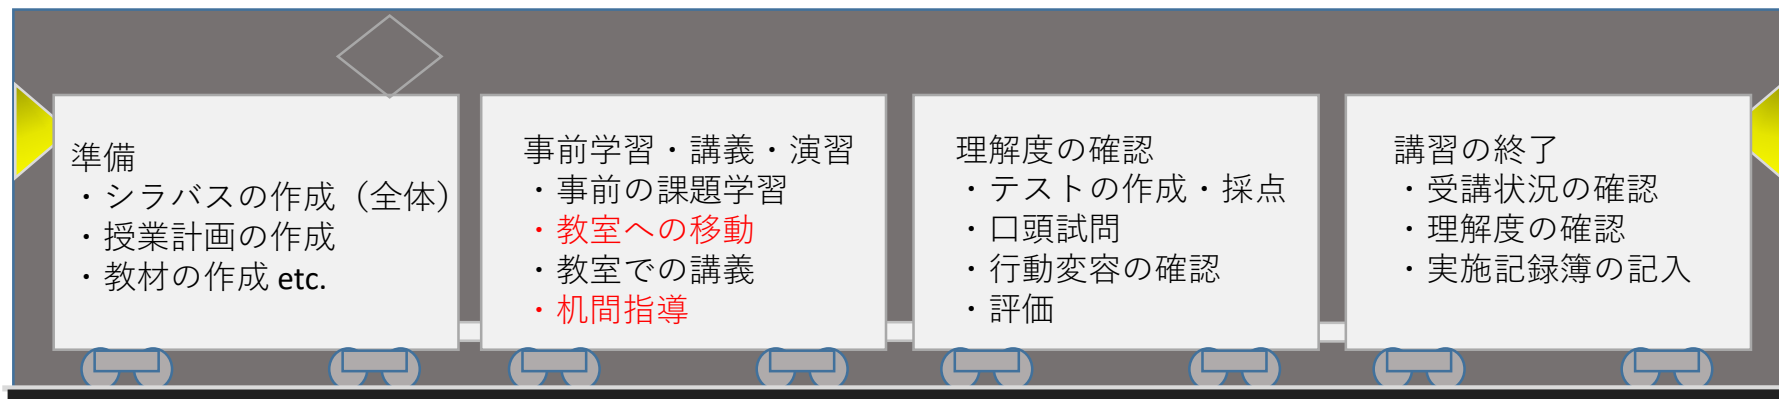 準備
・シラバスの作成（全体）
・授業計画の作成
・教材の作成 etc.
事前学習・講義・演習
・事前の課題学習
・教室への移動
・教室での講義
・机間指導
理解度の確認
・テストの作成・採点
・口頭試問
・行動変容の確認
・評価
講習の終了
・受講状況の確認
・理解度の確認
・実施記録簿の記入